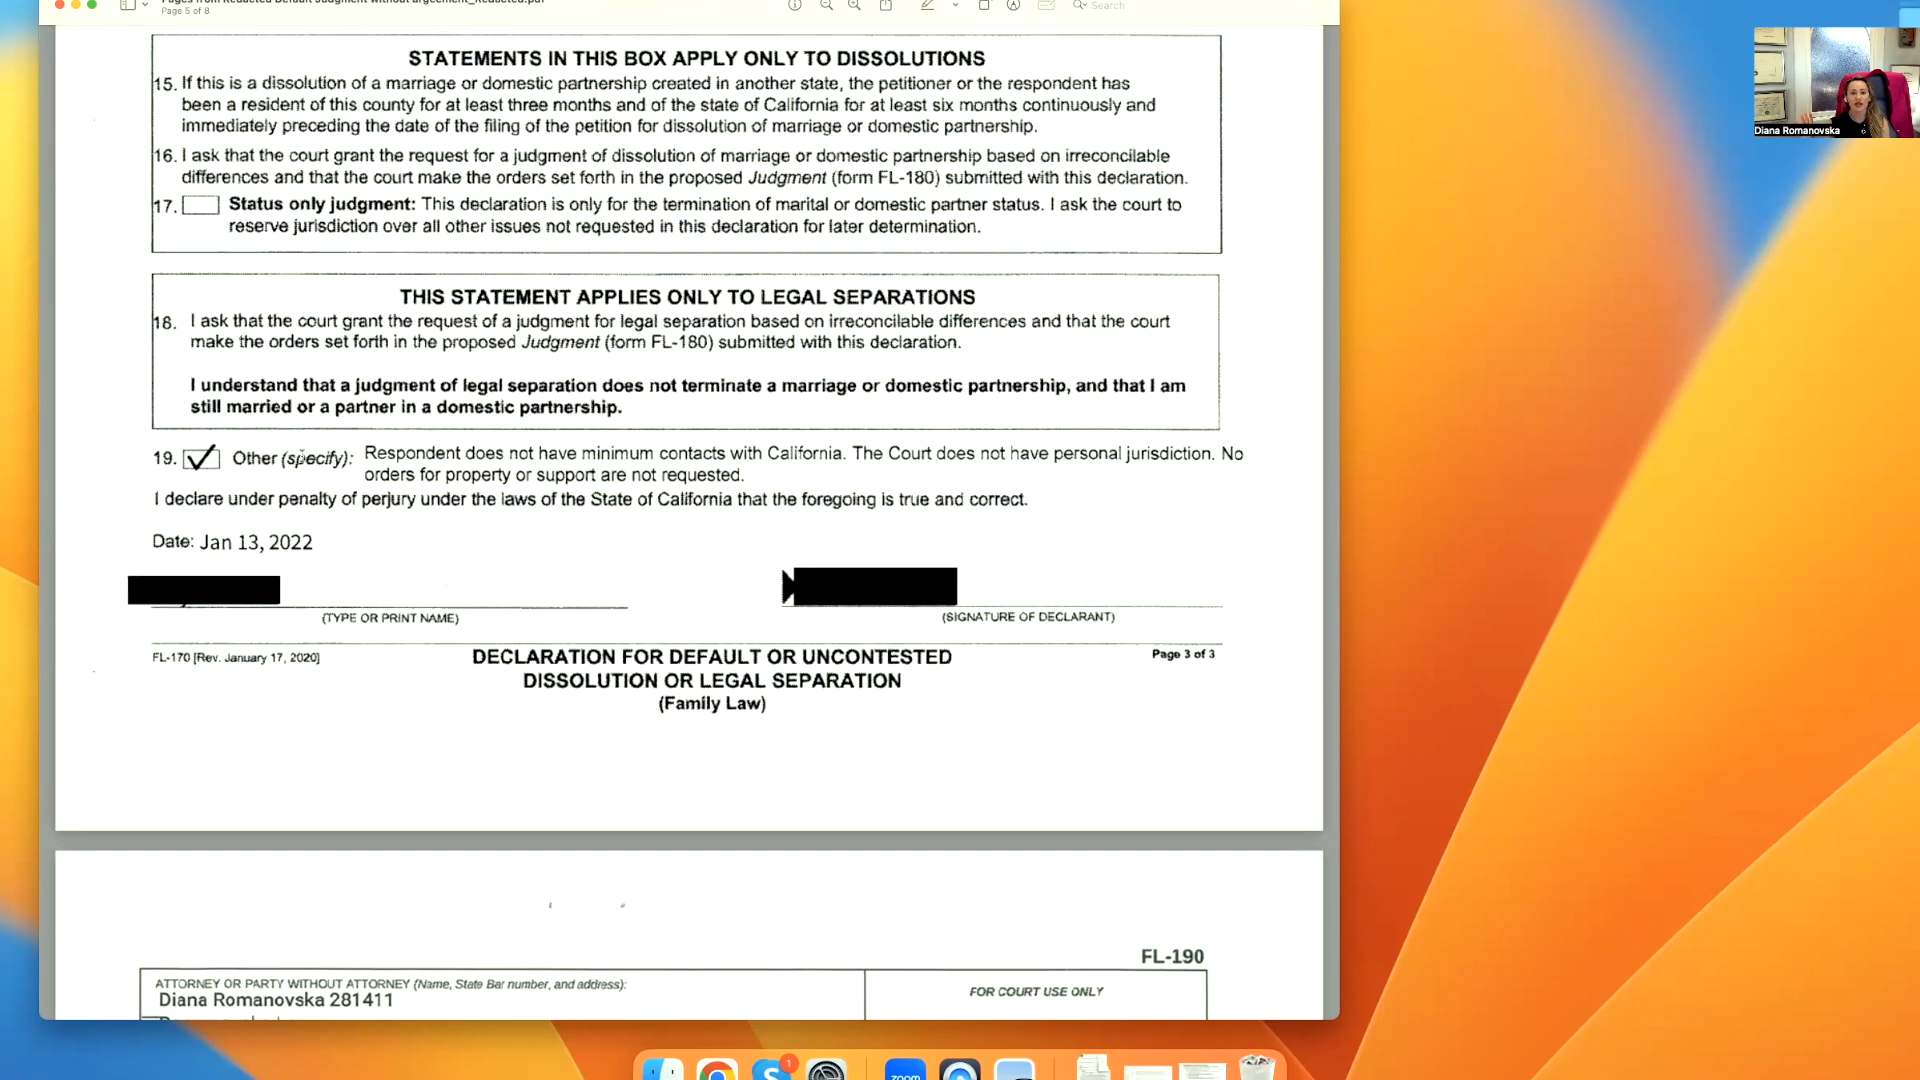 Pages from Redacted Default Judgment without argeement_Redacted.pdf
Page 5 of 8
Search
STATEMENTS IN THIS BOX APPLY ONLY TO DISSOLUTIONS
15. If this is a dissolution of a marriage or domestic partnership created in another state, the petitioner or the respondent has
been a resident of this county for at least three months and of the state of California for at least six months continuously and
immediately preceding the date of the filing of the petition for dissolution of marriage or domestic partnership.
16. I ask that the court grant the request for a judgment of dissolution of marriage or domestic partnership based on irreconcilable
differences and that the court make the orders set forth in the proposed Judgment (form FL-180) submitted with this declaration.
17. Status only judgment: This declaration is only for the termination of marital or domestic partner status. I ask the court to
reserve jurisdiction over all other issues not requested in this declaration for later determination.
THIS STATEMENT APPLIES ONLY TO LEGAL SEPARATIONS
18. I ask that the court grant the request of a judgment for legal separation based on irreconcilable differences and that the court
make the orders set forth in the proposed Judgment (form FL-180) submitted with this declaration.
I understand that a judgment of legal separation does not terminate a marriage or domestic partnership, and that I am
still married or a partner in a domestic partnership.
19. Other (specify): Respondent does not have minimum contacts with California. The Court does not have personal jurisdiction. No
orders for property or support are not requested.
I declare under penalty of perjury under the laws of the State of California that the foregoing is true and correct.
Date: Jan 13, 2022
(TYPE OR PRINT NAME) (SIGNATURE OF DECLARANT)
FL-170 [Rev. January 17, 2020] DECLARATION FOR DEFAULT OR UNCONTESTED Page 3 of 3
DISSOLUTION OR LEGAL SEPARATION
(Family Law)
FL-190
ATTORNEY OR PARTY WITHOUT ATTORNEY (Name, State Bar number, and address): FOR COURT USE ONLY
Diana Romanovska 281411
Diana Romanovska
1
zoom